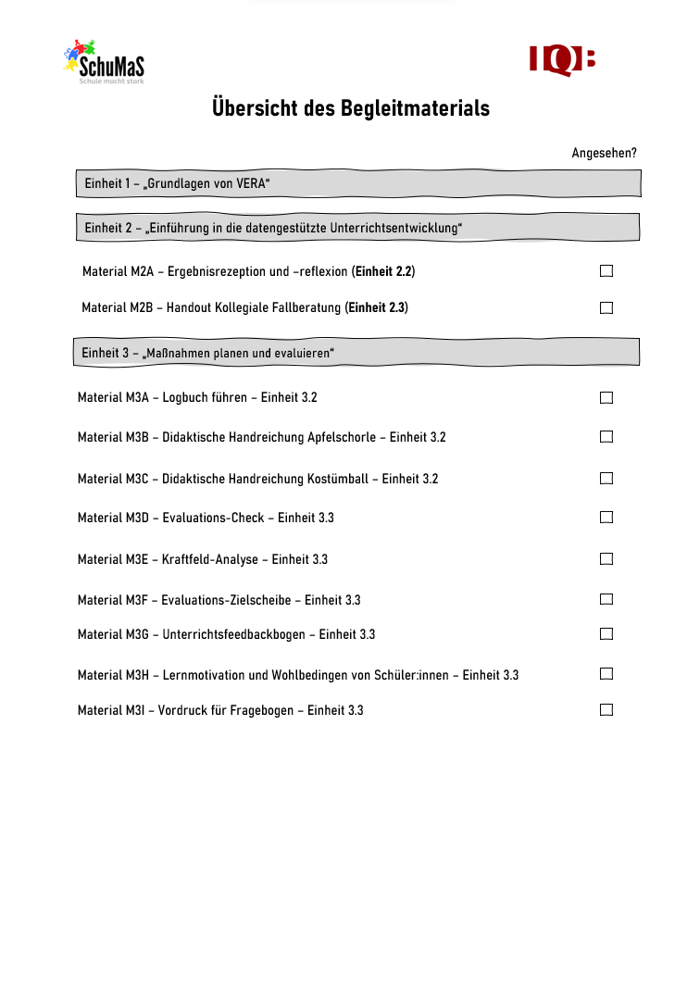 SchuMaS
Schule macht stark
IQB
Übersicht des Begleitmaterials
Angesehen?
Einheit 1 – „Grundlagen von VERA“
Einheit 2 – „Einführung in die datengestützte Unterrichtsentwicklung“
Material M2A – Ergebnisrezeption und –reflexion (Einheit 2.2)
Material M2B – Handout Kollegiale Fallberatung (Einheit 2.3)
Einheit 3 – „Maßnahmen planen und evaluieren“
Material M3A – Logbuch führen – Einheit 3.2
Material M3B – Didaktische Handreichung Apfelschorle – Einheit 3.2
Material M3C – Didaktische Handreichung Kostümball – Einheit 3.2
Material M3D – Evaluations-Check – Einheit 3.3
Material M3E – Kraftfeld-Analyse – Einheit 3.3
Material M3F – Evaluations-Zielscheibe – Einheit 3.3
Material M3G – Unterrichtsfeedbackbogen – Einheit 3.3
Material M3H – Lernmotivation und Wohlbedingen von Schüler:innen – Einheit 3.3
Material M3I – Vordruck für Fragebogen – Einheit 3.3